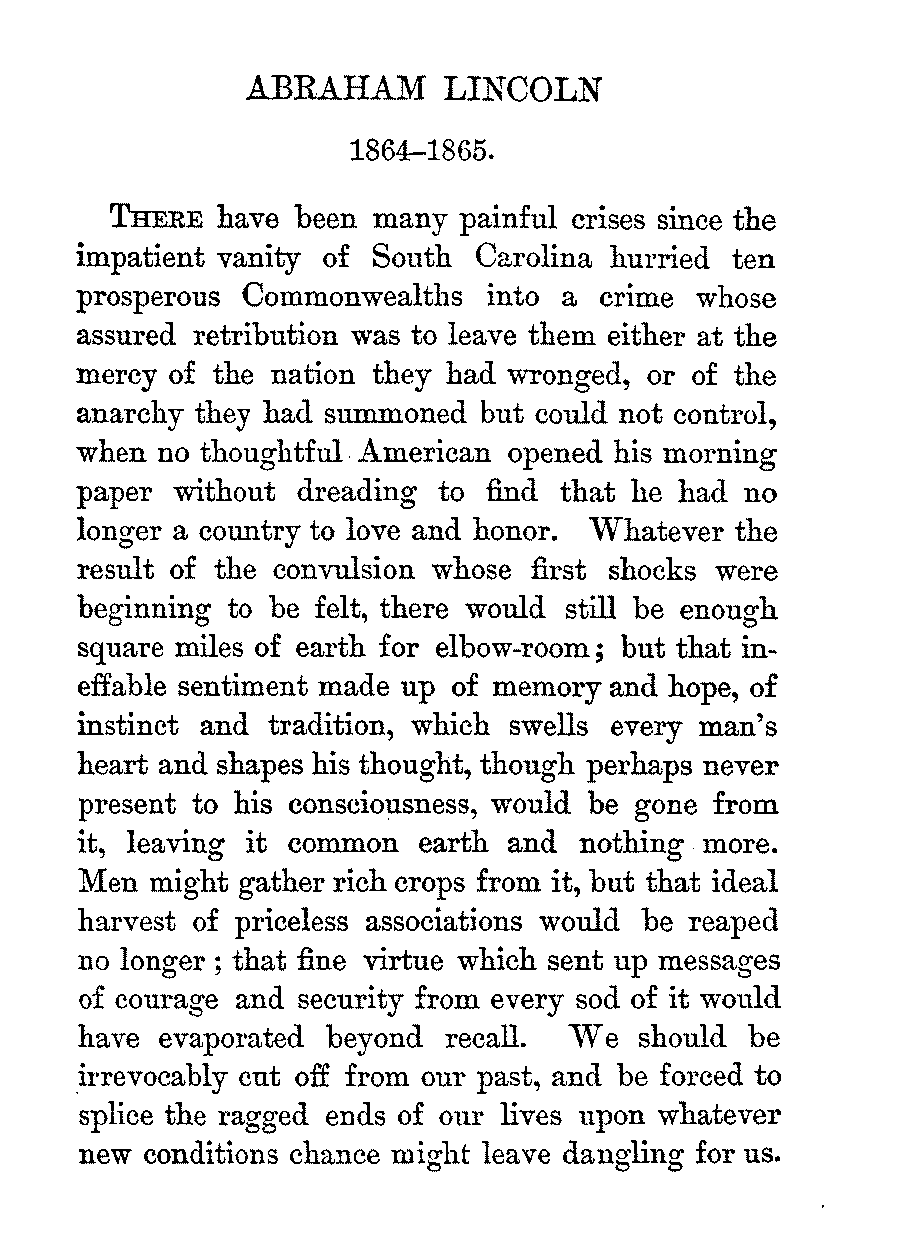 ABRAHAM LINCOLN
1864–1865.
THERE have been many painful crises since the
impatient vanity of South Carolina hurried ten
prosperous Commonwealths into a crime whose
assured retribution was to leave them either at the
mercy of the nation they had wronged, or of the
anarchy they had summoned but could not control,
when no thoughtful American opened his morning
paper without dreading to find that he had no
longer a country to love and honor. Whatever the
result of the convulsion whose first shocks were
beginning to be felt, there would still be enough
square miles of earth for elbow-room; but that in-
effable sentiment made up of memory and hope, of
instinct and tradition, which swells every man's
heart and shapes his thought, though perhaps never
present to his consciousness, would be gone from
it, leaving it common earth and nothing more.
Men might gather rich crops from it, but that ideal
harvest of priceless associations would be reaped
no longer; that fine virtue which sent up messages
of courage and security from every sod of it would
have evaporated beyond recall. We should be
irrevocably cut off from our past, and be forced to
splice the ragged ends of our lives upon whatever
new conditions chance might leave dangling for us.